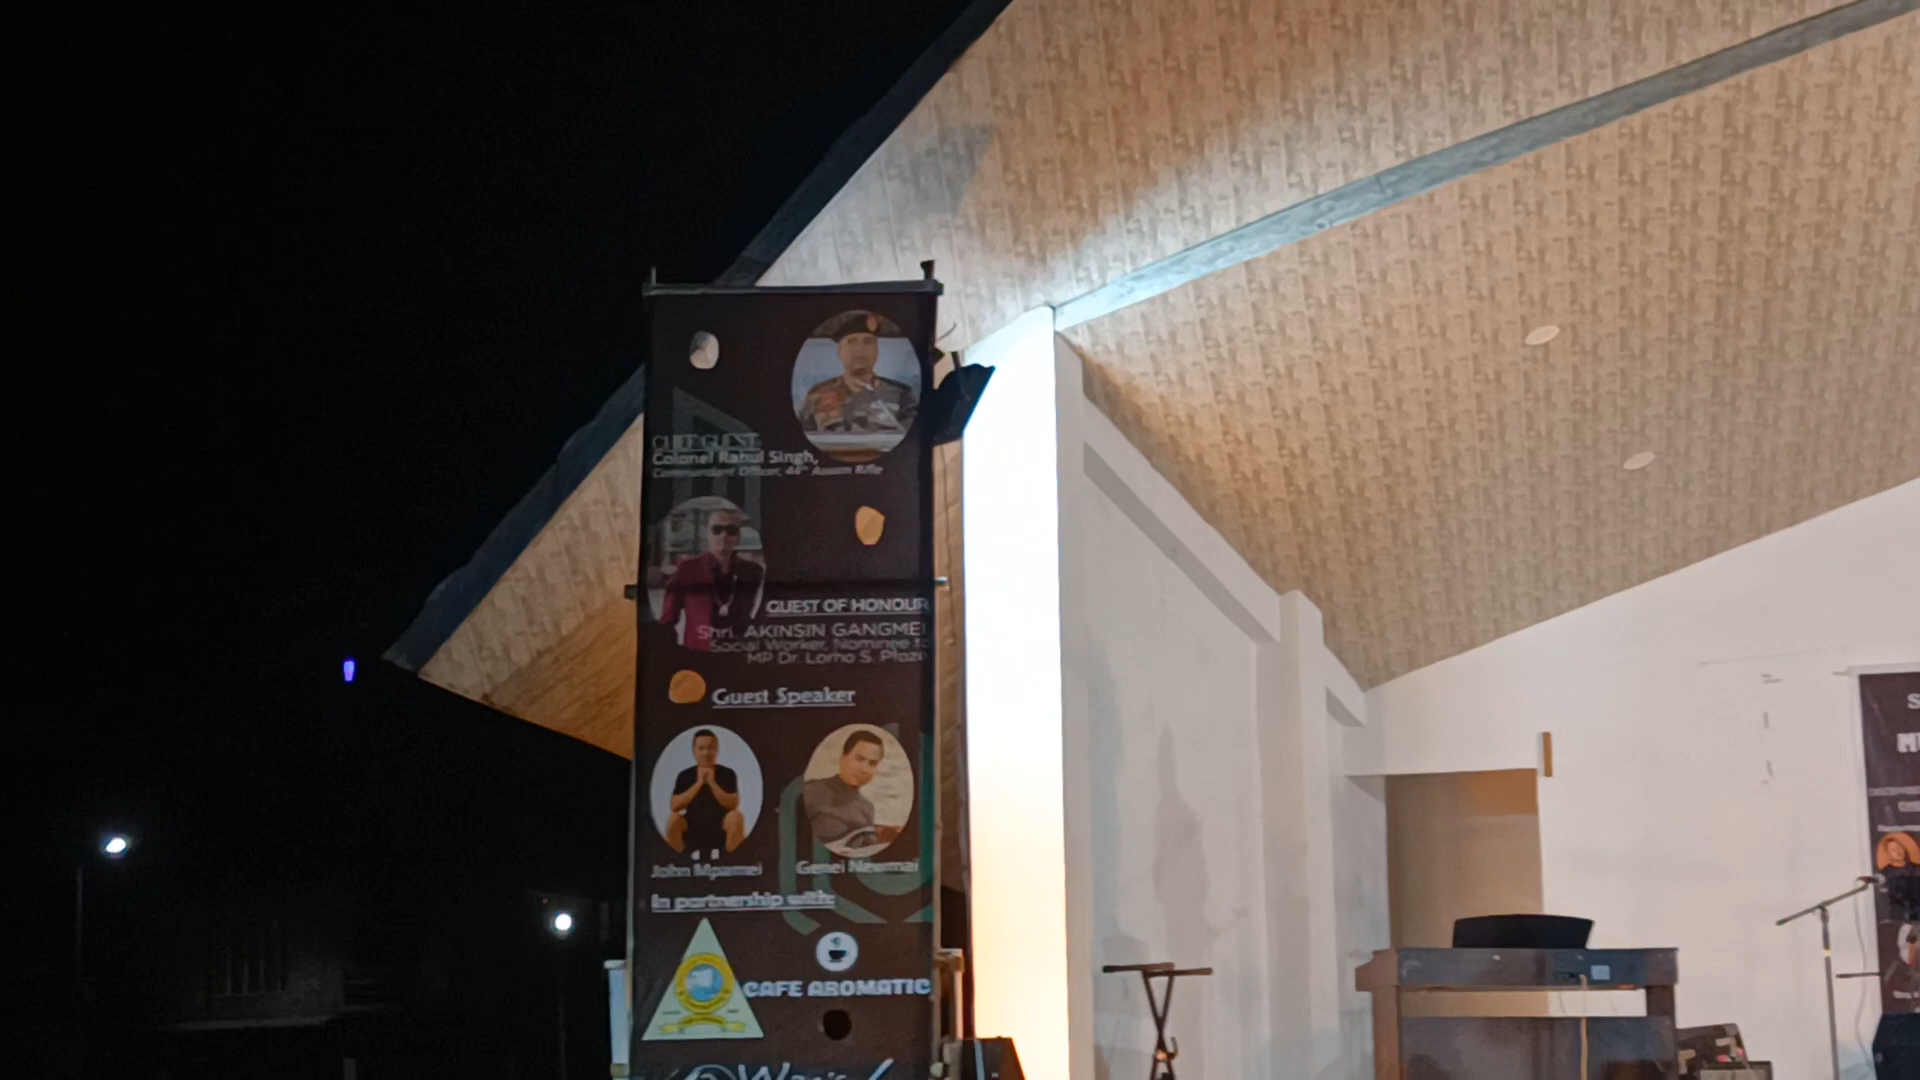 CHIEF GUEST
Colonel Rahul Singh,
Commandant Officer, 44th Assam Rifle
GUEST OF HONOUR
Shri. AKINSIN GANGMEI
Social Worker, Nominee to
MP Dr. Lorho S. Pfoze
Guest Speaker
John Mpamei
Genei Newmai
In partnership with:
CAFE AROMATIC